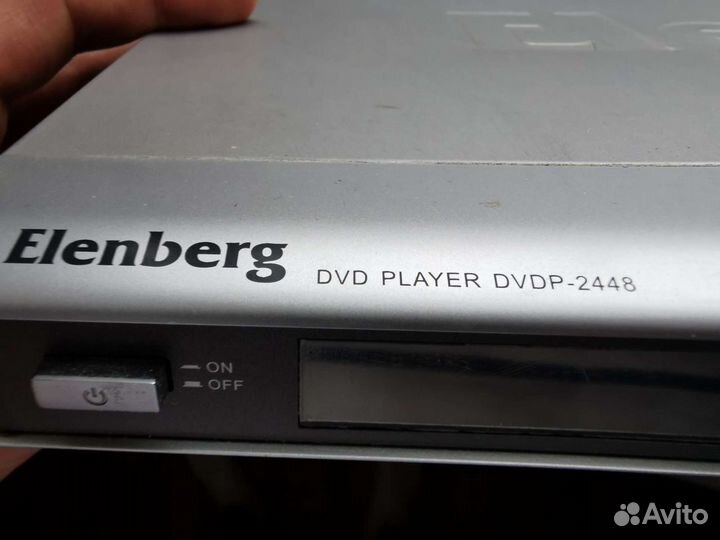 Elenberg
DVD PLAYER DVDP-2448
ON
OFF
Avito